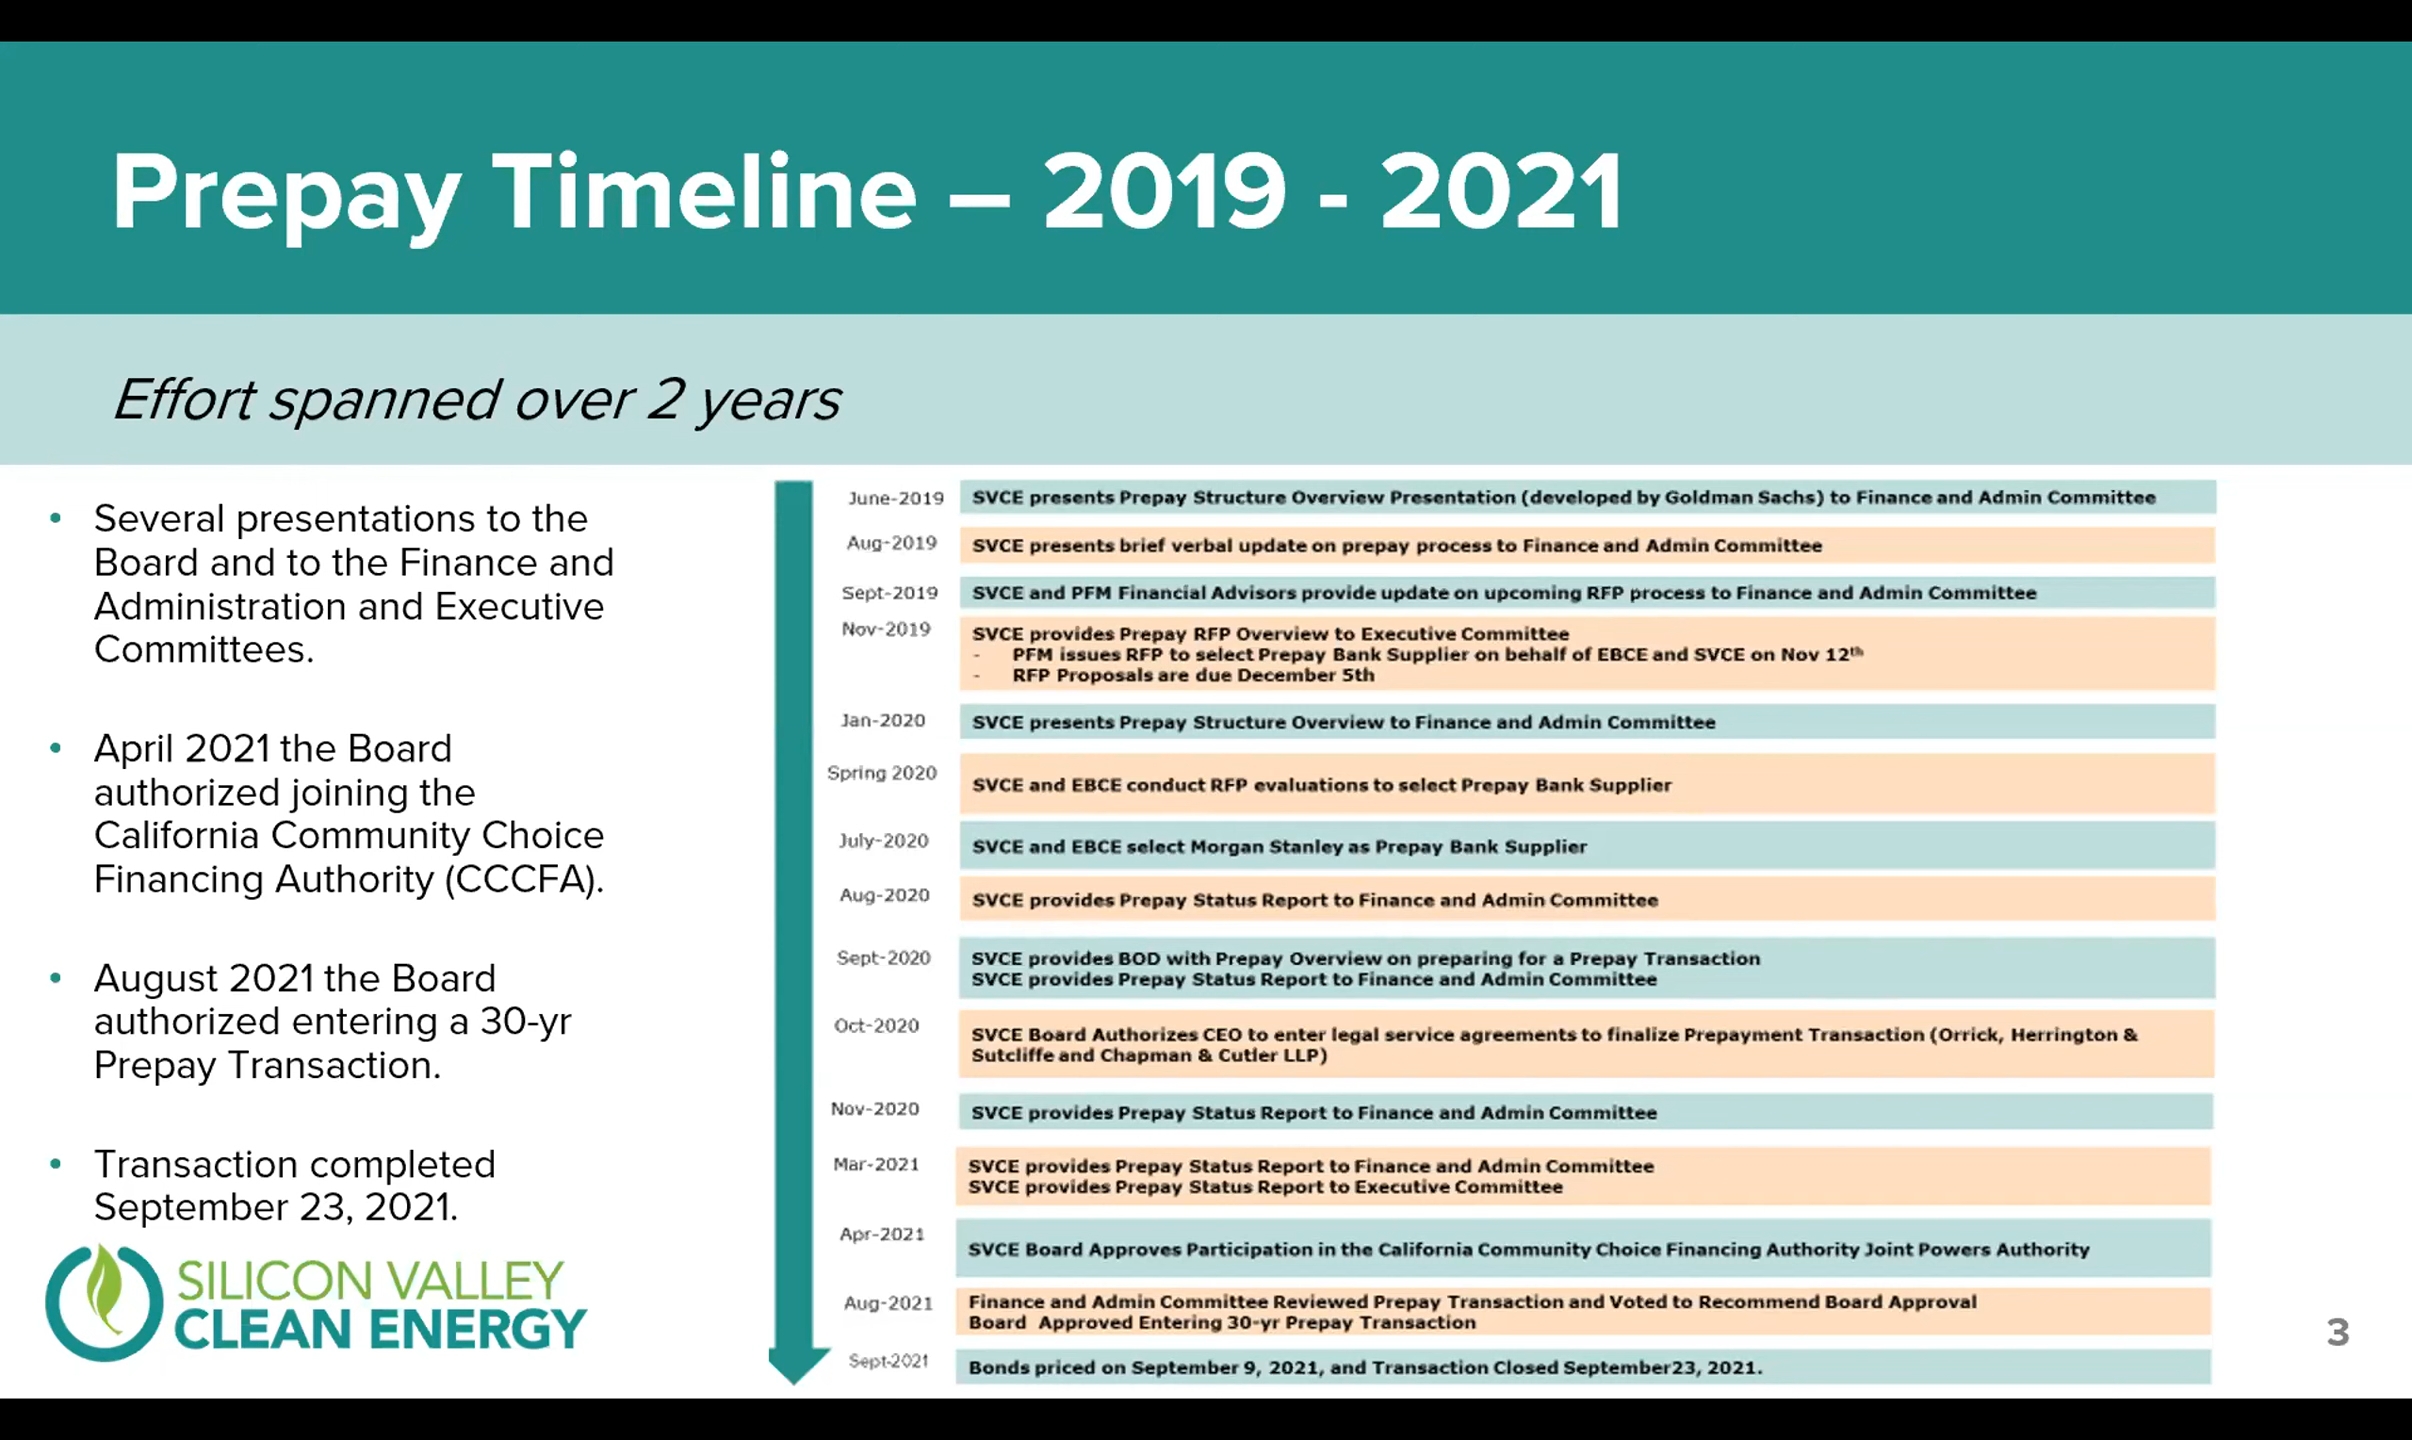 Prepay Timeline – 2019 - 2021
Effort spanned over 2 years
• Several presentations to the
Board and to the Finance and
Administration and Executive
Committees.
• April 2021 the Board
authorized joining the
California Community Choice
Financing Authority (CCCFA).
• August 2021 the Board
authorized entering a 30-yr
Prepay Transaction.
• Transaction completed
September 23, 2021.
SILICON VALLEY
CLEAN ENERGY
June-2019 SVCE presents Prepay Structure Overview Presentation (developed by Goldman Sachs) to Finance and Admin Committee
Aug-2019 SVCE presents brief verbal update on prepay process to Finance and Admin Committee
Sept-2019 SVCE and PFM Financial Advisors provide update on upcoming RFP process to Finance and Admin Committee
Nov-2019 SVCE provides Prepay RFP Overview to Executive Committee
- PFM issues RFP to select Prepay Bank Supplier on behalf of EBCE and SVCE on Nov 12th
- RFP Proposals are due December 5th
Jan-2020 SVCE presents Prepay Structure Overview to Finance and Admin Committee
Spring 2020 SVCE and EBCE conduct RFP evaluations to select Prepay Bank Supplier
July-2020 SVCE and EBCE select Morgan Stanley as Prepay Bank Supplier
Aug-2020 SVCE provides Prepay Status Report to Finance and Admin Committee
Sept-2020 SVCE provides BOD with Prepay Overview on preparing for a Prepay Transaction
SVCE provides Prepay Status Report to Finance and Admin Committee
Oct-2020 SVCE Board Authorizes CEO to enter legal service agreements to finalize Prepayment Transaction (Orrick, Herrington &
Sutcliffe and Chapman & Cutler LLP)
Nov-2020 SVCE provides Prepay Status Report to Finance and Admin Committee
Mar-2021 SVCE provides Prepay Status Report to Finance and Admin Committee
SVCE provides Prepay Status Report to Executive Committee
Apr-2021 SVCE Board Approves Participation in the California Community Choice Financing Authority Joint Powers Authority
Aug-2021 Finance and Admin Committee Reviewed Prepay Transaction and Voted to Recommend Board Approval
Board Approved Entering 30-yr Prepay Transaction
Sept-2021 Bonds priced on September 9, 2021, and Transaction Closed September23, 2021.
3